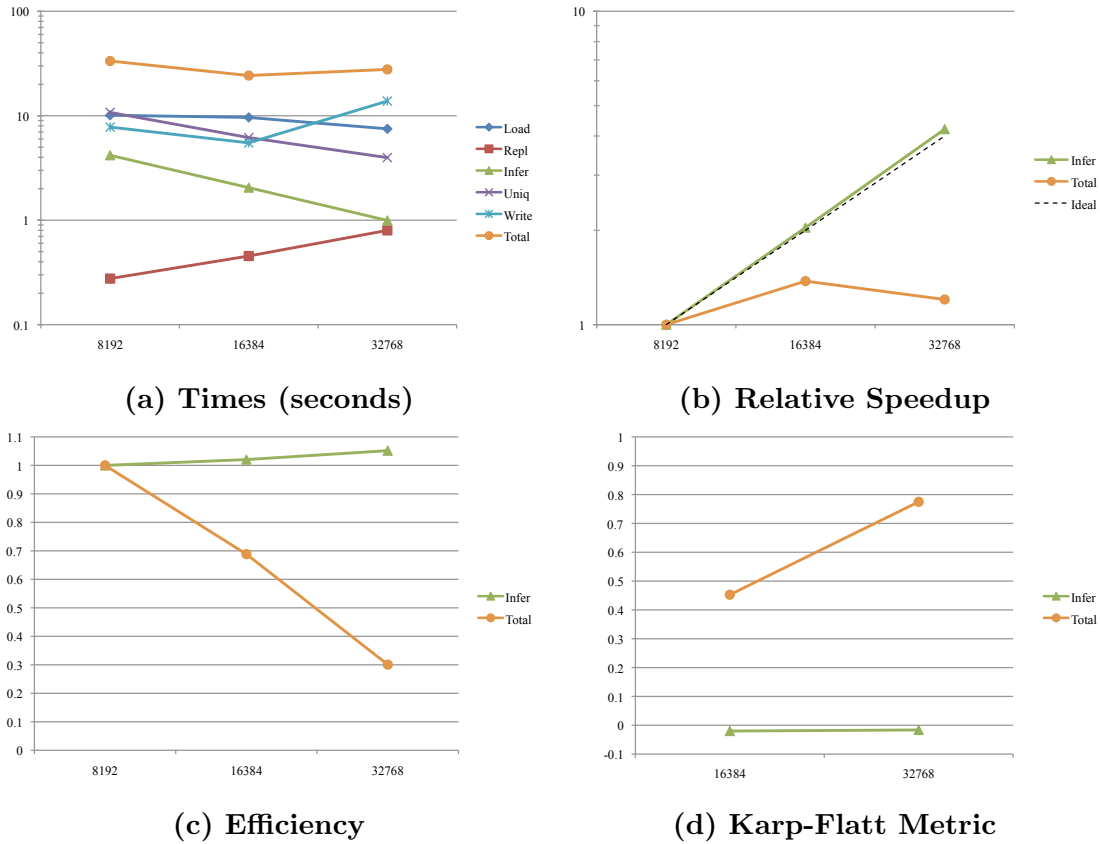 100
10
1
0.1
8192
16384
32768
Load
Repl
Infer
Uniq
Write
Total
(a) Times (seconds)
10
1
8192
16384
32768
Infer
Total
Ideal
(b) Relative Speedup
1.1
1
0.9
0.8
0.7
0.6
0.5
0.4
0.3
0.2
0.1
0
8192
16384
32768
Infer
Total
(c) Efficiency
1
0.9
0.8
0.7
0.6
0.5
0.4
0.3
0.2
0.1
0
-0.1
16384
32768
Infer
Total
(d) Karp-Flatt Metric